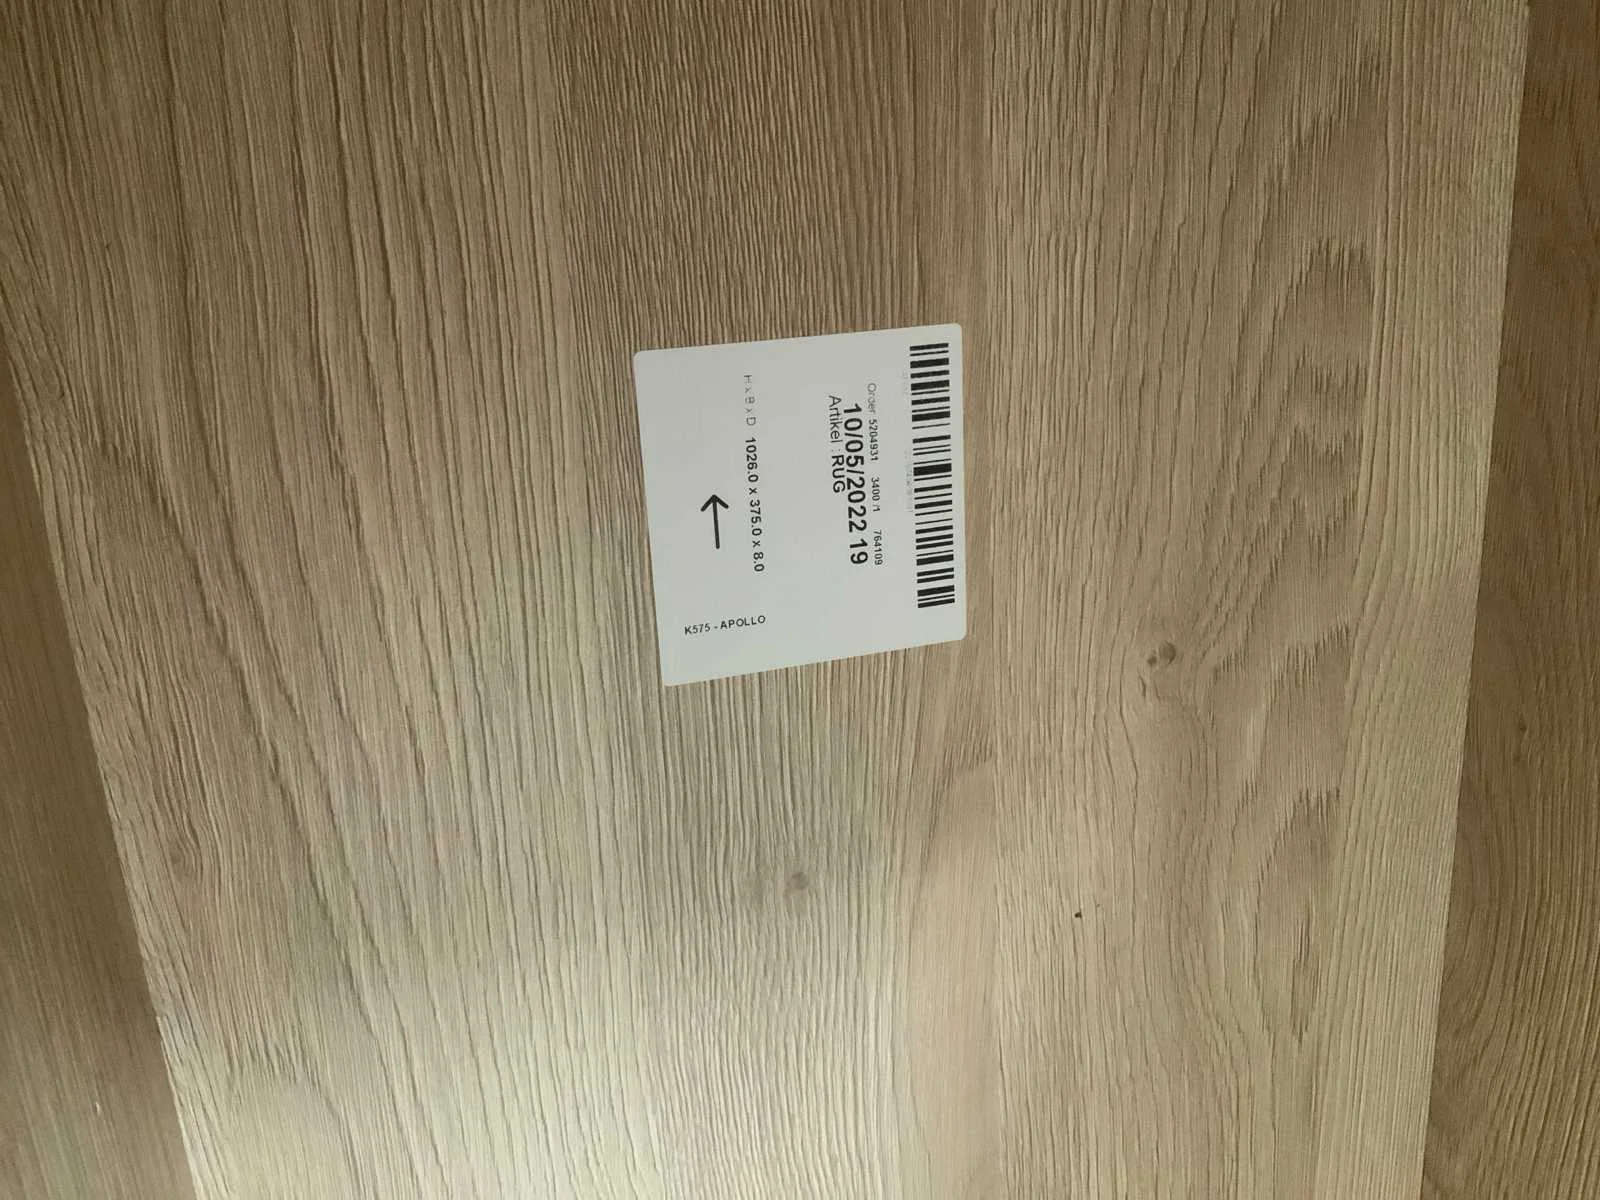 Order 5204931 3400 /1 764109
10/05/2022 19
Artikel : RUG
H x B x D 1026.0 x 375.0 x 8.0
K575 - APOLLO